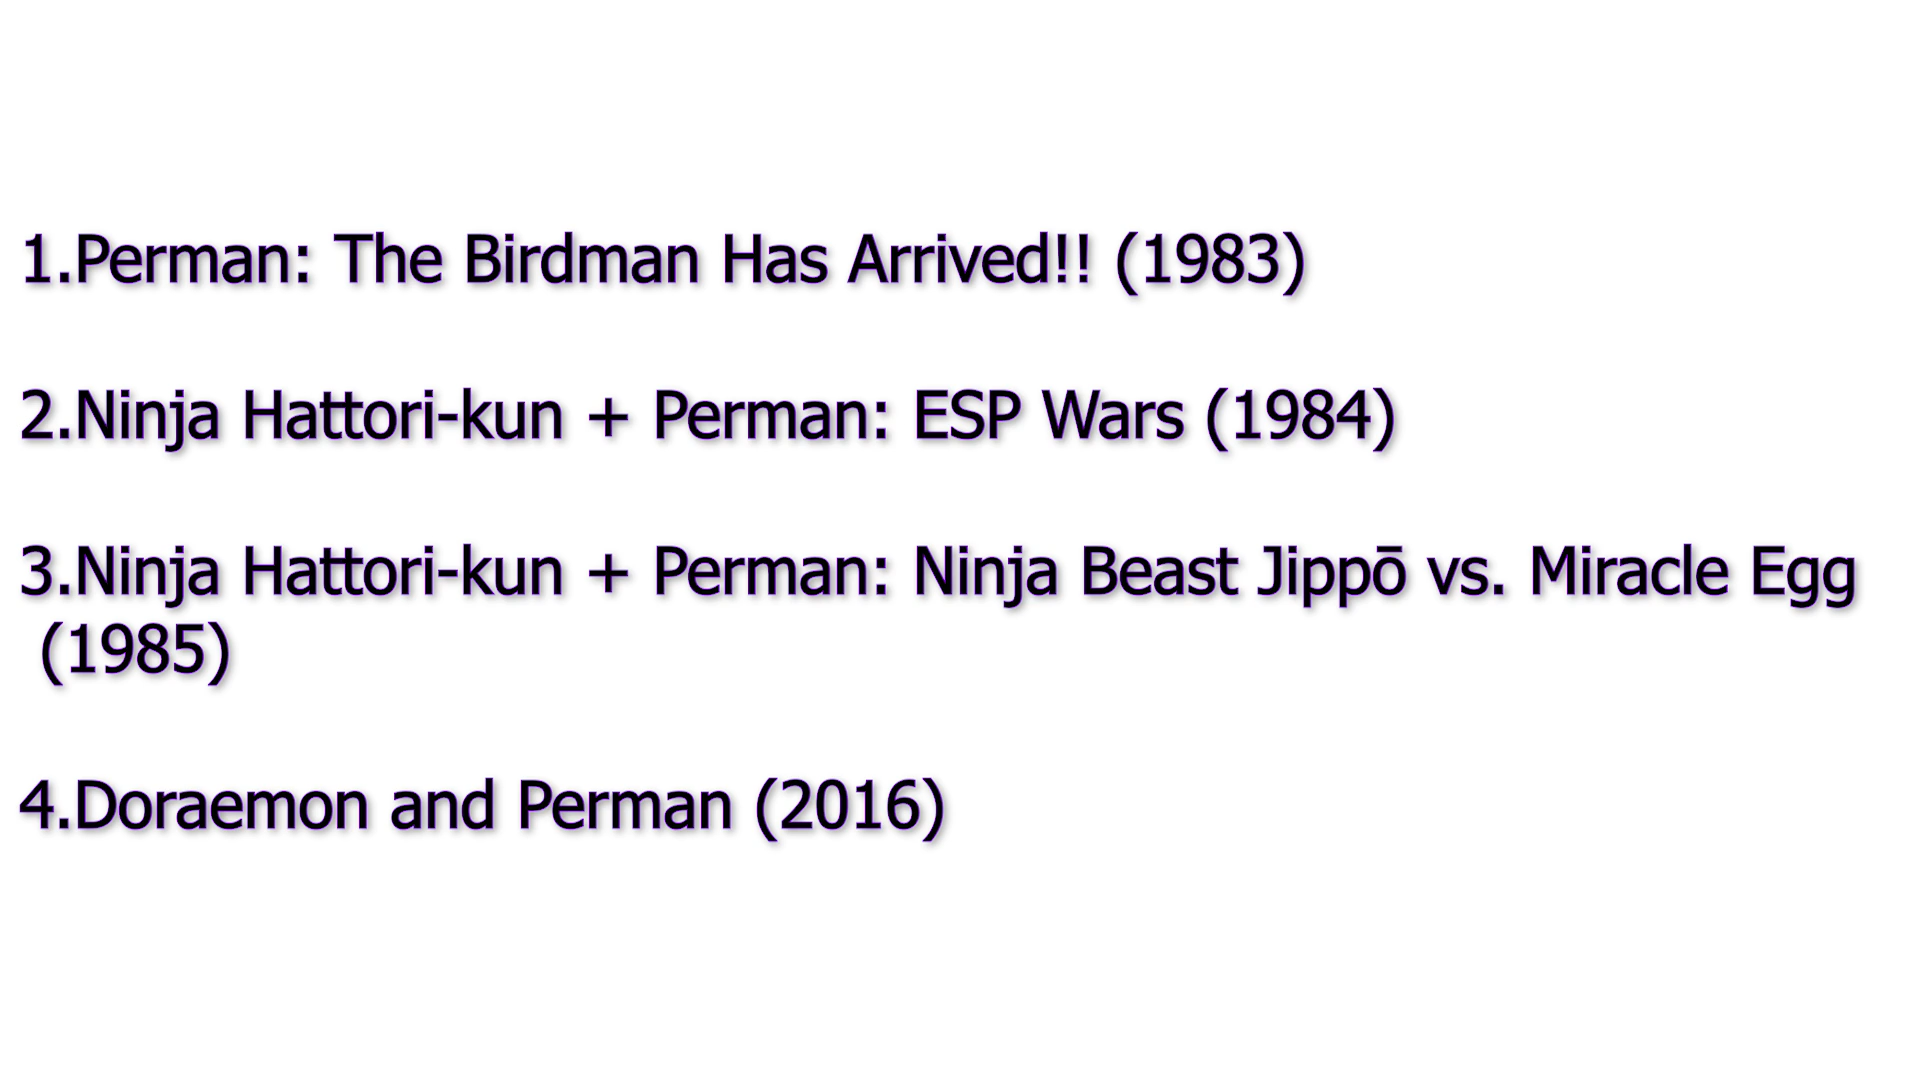 1.Perman: The Birdman Has Arrived!! (1983)
2.Ninja Hattori-kun + Perman: ESP Wars (1984)
3.Ninja Hattori-kun + Perman: Ninja Beast Jippō vs. Miracle Egg
(1985)
4.Doraemon and Perman (2016)